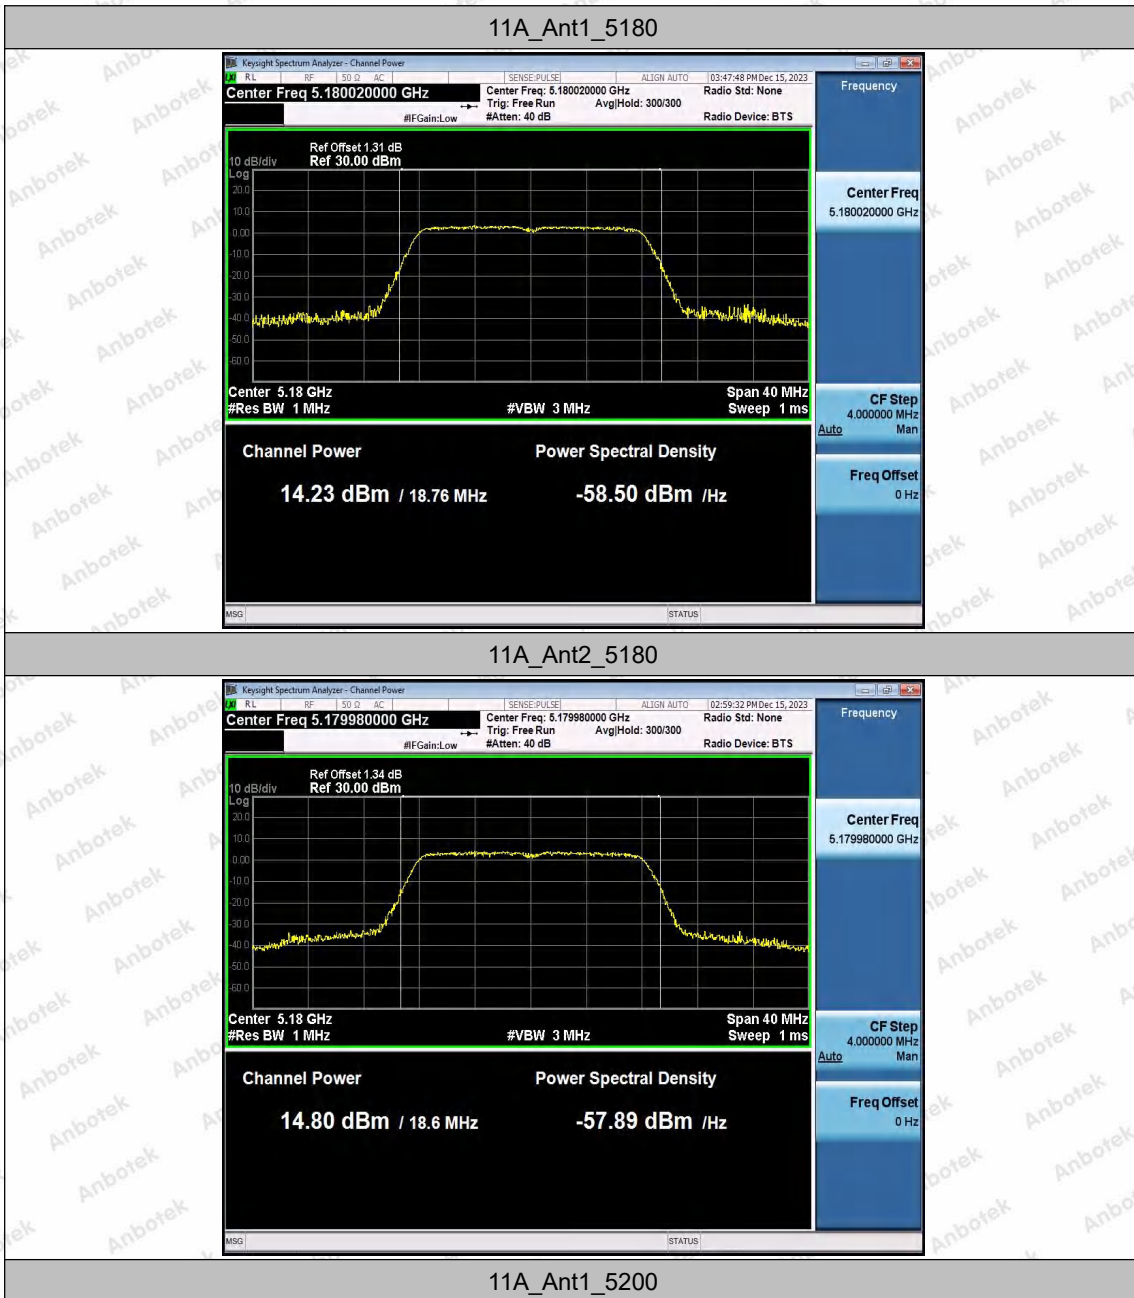 11A_Ant1_5180
Keysight Spectrum Analyzer - Channel Power
LXI RL RF 50 Ω AC SENSE:PULSE ALIGN AUTO 03:47:48 PM Dec 15, 2023
Center Freq 5.180020000 GHz
Center Freq: 5.180020000 GHz
Radio Std: None
Trig: Free Run Avg|Hold: 300/300
#IFGain:Low #Atten: 40 dB Radio Device: BTS
Frequency
Ref Offset 1.31 dB
10 dB/div Ref 30.00 dBm
Log
20.0
10.0
0.00
-10.0
-20.0
-30.0
-40.0
-50.0
-60.0
Center Freq
5.180020000 GHz
Center 5.18 GHz Span 40 MHz
#Res BW 1 MHz #VBW 3 MHz Sweep 1 ms
CF Step
4.000000 MHz
Auto Man
Channel Power Power Spectral Density
14.23 dBm / 18.76 MHz -58.50 dBm /Hz
Freq Offset
0 Hz
MSG STATUS
11A_Ant2_5180
Keysight Spectrum Analyzer - Channel Power
LXI RL RF 50 Ω AC SENSE:PULSE ALIGN AUTO 02:59:32 PM Dec 15, 2023
Center Freq 5.179980000 GHz
Center Freq: 5.179980000 GHz
Radio Std: None
Trig: Free Run Avg|Hold: 300/300
#IFGain:Low #Atten: 40 dB Radio Device: BTS
Frequency
Ref Offset 1.34 dB
10 dB/div Ref 30.00 dBm
Log
20.0
10.0
0.00
-10.0
-20.0
-30.0
-40.0
-50.0
-60.0
Center Freq
5.179980000 GHz
Center 5.18 GHz Span 40 MHz
#Res BW 1 MHz #VBW 3 MHz Sweep 1 ms
CF Step
4.000000 MHz
Auto Man
Channel Power Power Spectral Density
14.80 dBm / 18.6 MHz -57.89 dBm /Hz
Freq Offset
0 Hz
MSG STATUS
11A_Ant1_5200
Anbotek